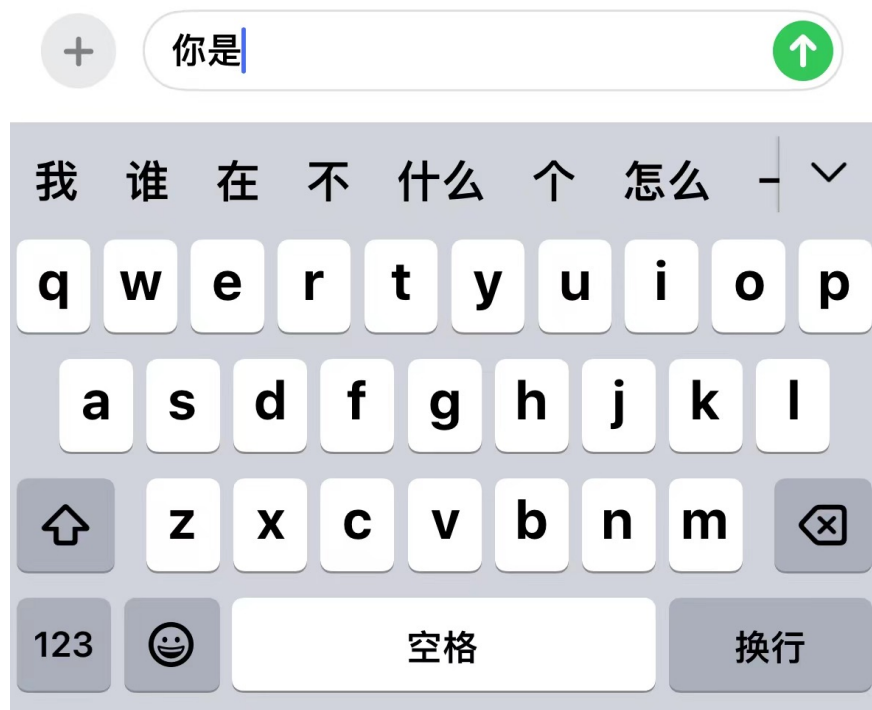 你是
我 谁 在 不 什么 个 怎么
q w e r t y u i o p
a s d f g h j k l
z x c v b n m
123 空格 换行